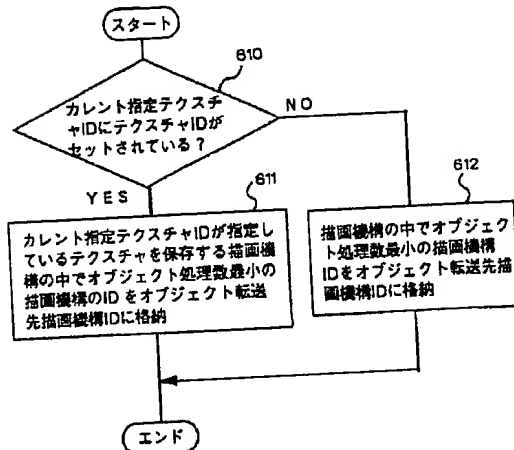 スタート
610
カレント指定テクスチ
ャIDにテクスチャIDが
セットされている?
NO
YES
611
カレント指定テクスチャIDが指定し
ているテクスチャを保存する描画機
構の中でオブジェクト処理数最小の
描画機構のID をオブジェクト転送
先描画機構IDに格納
612
描画機構の中でオブジェク
ト処理数最小の描画機構
IDをオブジェクト転送先描
画機構IDに格納
エンド